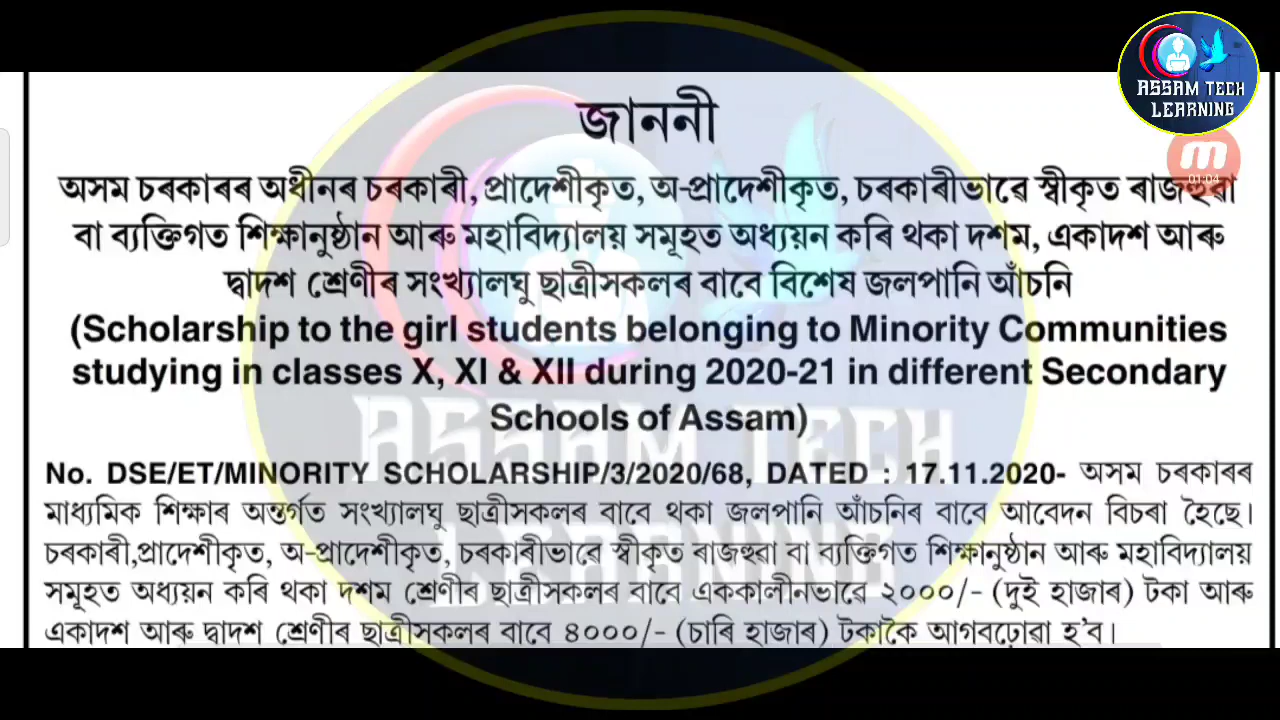 ASSAM TECH
LEARNING
01:04
জাননী
অসম চৰকাৰৰ অধীনৰ চৰকাৰী, প্ৰাদেশীকৃত, অ-প্ৰাদেশীকৃত, চৰকাৰীভাৱে স্বীকৃত ৰাজহুৱা
বা ব্যক্তিগত শিক্ষানুষ্ঠান আৰু মহাবিদ্যালয় সমূহত অধ্যয়ন কৰি থকা দশম, একাদশ আৰু
দ্বাদশ শ্ৰেণীৰ সংখ্যালঘু ছাত্ৰীসকলৰ বাবে বিশেষ জলপানি আঁচনি
(Scholarship to the girl students belonging to Minority Communities
studying in classes X, XI & XII during 2020-21 in different Secondary
Schools of Assam)
No. DSE/ET/MINORITY SCHOLARSHIP/3/2020/68, DATED : 17.11.2020- অসম চৰকাৰৰ
মাধ্যমিক শিক্ষাৰ অন্তৰ্গত সংখ্যালঘু ছাত্ৰীসকলৰ বাবে থকা জলপানি আঁচনিৰ বাবে আবেদন বিচৰা হৈছে।
চৰকাৰী,প্ৰাদেশীকৃত, অ-প্ৰাদেশীকৃত, চৰকাৰীভাৱে স্বীকৃত ৰাজহুৱা বা ব্যক্তিগত শিক্ষানুষ্ঠান আৰু মহাবিদ্যালয়
সমূহত অধ্যয়ন কৰি থকা দশম শ্ৰেণীৰ ছাত্ৰীসকলৰ বাবে এককালীনভাৱে ২০০০/- (দুই হাজাৰ) টকা আৰু
একাদশ আৰু দ্বাদশ শ্ৰেণীৰ ছাত্ৰীসকলৰ বাবে ৪০০০/- (চাৰি হাজাৰ) টকাকৈ আগবঢ়োৱা হ'ব।
ASSAM TECH
LEARNING